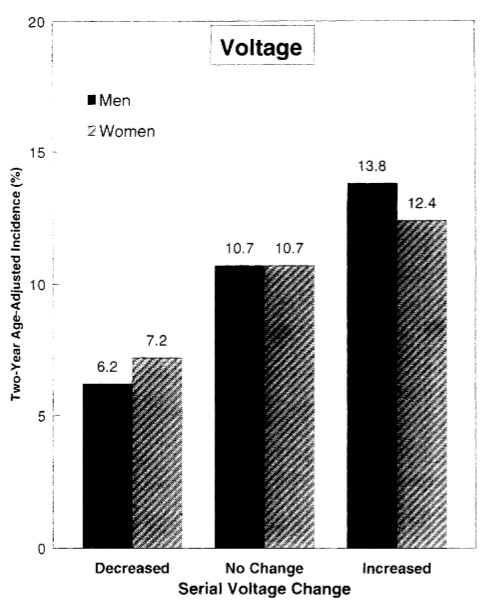 20
Voltage
Men
Women
15
13.8
12.4
10.7
10.7
10
7.2
6.2
5
0
Two-Year Age-Adjusted Incidence (%)
Decreased
No Change
Increased
Serial Voltage Change